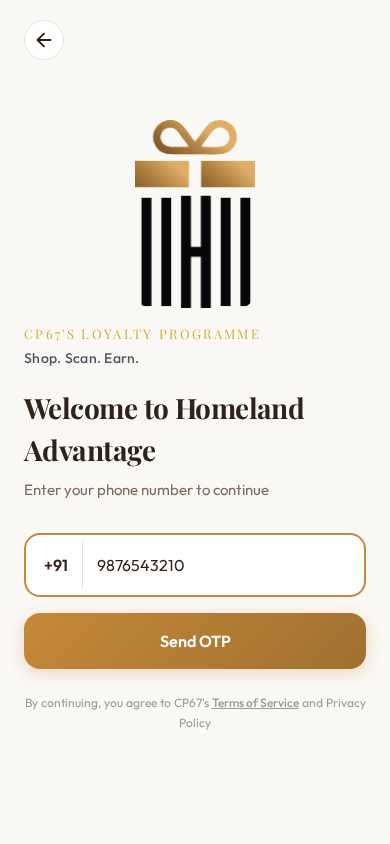 CP67'S LOYALTY PROGRAMME
Shop. Scan. Earn.
Welcome to Homeland
Advantage
Enter your phone number to continue
+91 9876543210
Send OTP
By continuing, you agree to CP67's Terms of Service and Privacy
Policy